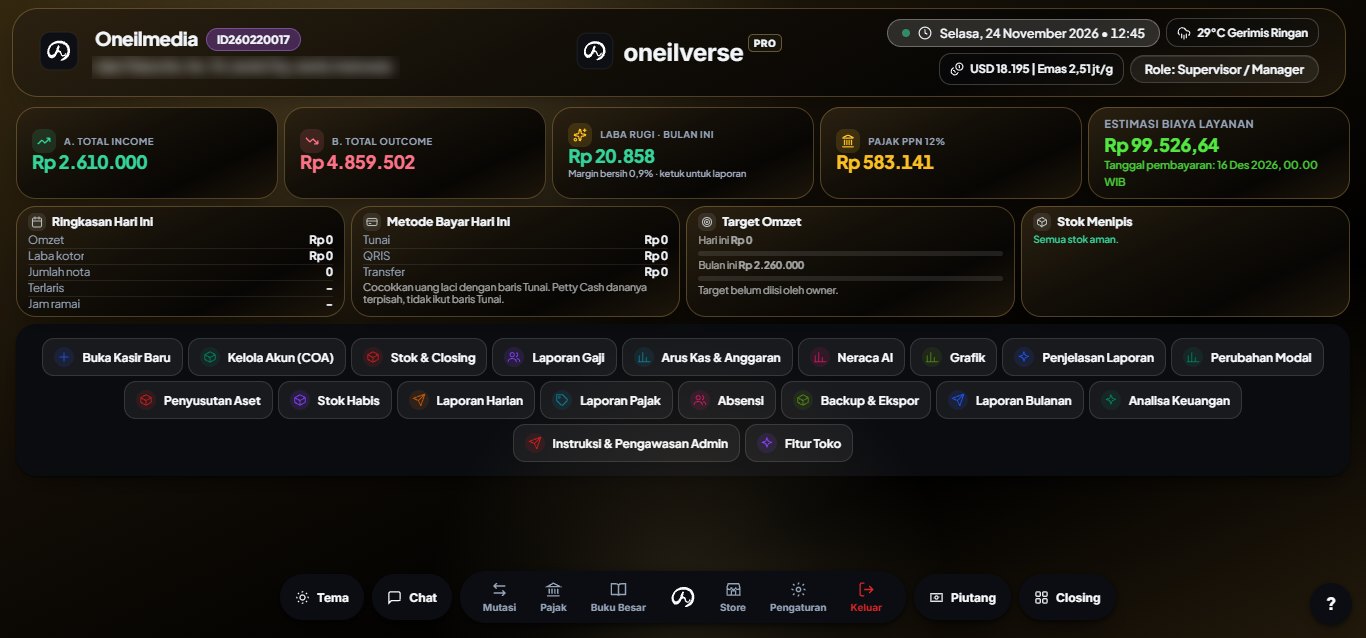 Oneilmedia
ID260220017
oneilverse PRO
Selasa, 24 November 2026 • 12:45
29°C Gerimis Ringan
USD 18.195 | Emas 2,51jt/g
Role: Supervisor / Manager
A. TOTAL INCOME
Rp 2.610.000
B. TOTAL OUTCOME
Rp 4.859.502
LABA RUGI · BULAN INI
Rp 20.858
Margin bersih 0,9% · ketuk untuk laporan
PAJAK PPN 12%
Rp 583.141
ESTIMASI BIAYA LAYANAN
Rp 99.526,64
Tanggal pembayaran: 16 Des 2026, 00.00
WIB
Ringkasan Hari Ini
Omzet Rp 0
Laba kotor Rp 0
Jumlah nota 0
Terlaris –
Jam ramai –
Metode Bayar Hari Ini
Tunai Rp 0
QRIS Rp 0
Transfer Rp 0
Cocokkan uang laci dengan baris Tunai. Petty Cash dananya
terpisah, tidak ikut baris Tunai.
Target Omzet
Hari ini Rp 0
Bulan ini Rp 2.260.000
Target belum diisi oleh owner.
Stok Menipis
Semua stok aman.
Buka Kasir Baru
Kelola Akun (COA)
Stok & Closing
Laporan Gaji
Arus Kas & Anggaran
Neraca AI
Grafik
Penjelasan Laporan
Perubahan Modal
Penyusutan Aset
Stok Habis
Laporan Harian
Laporan Pajak
Absensi
Backup & Ekspor
Laporan Bulanan
Analisa Keuangan
Instruksi & Pengawasan Admin
Fitur Toko
Tema
Chat
Mutasi
Pajak
Buku Besar
Store
Pengaturan
Keluar
Piutang
Closing
?